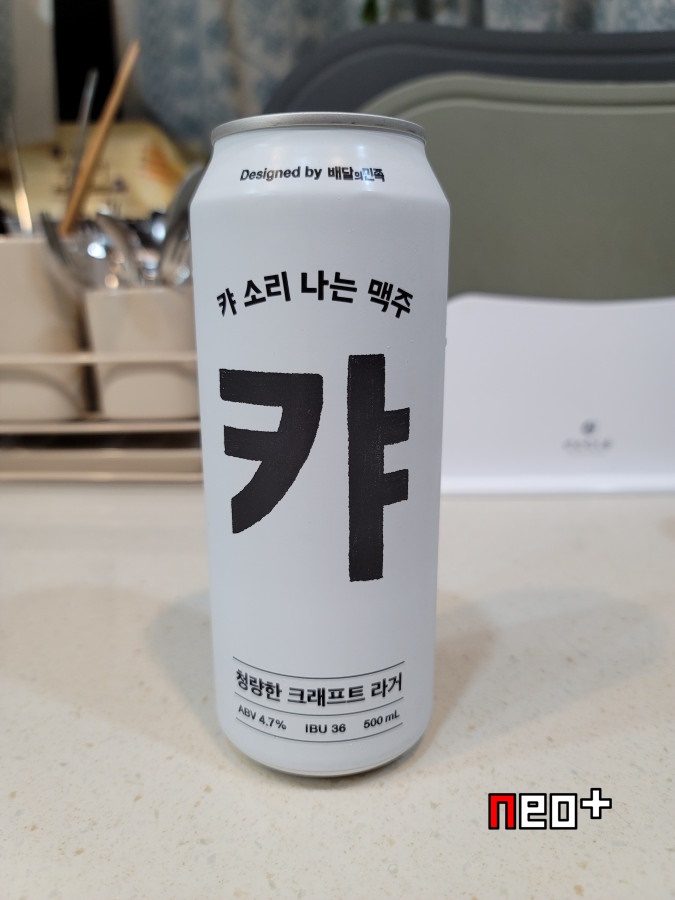 Designed by 배달의민족
캬 소리 나는 맥주
캬
청량한 크래프트 라거
ABV 4.7% IBU 36 500 mL
neo+